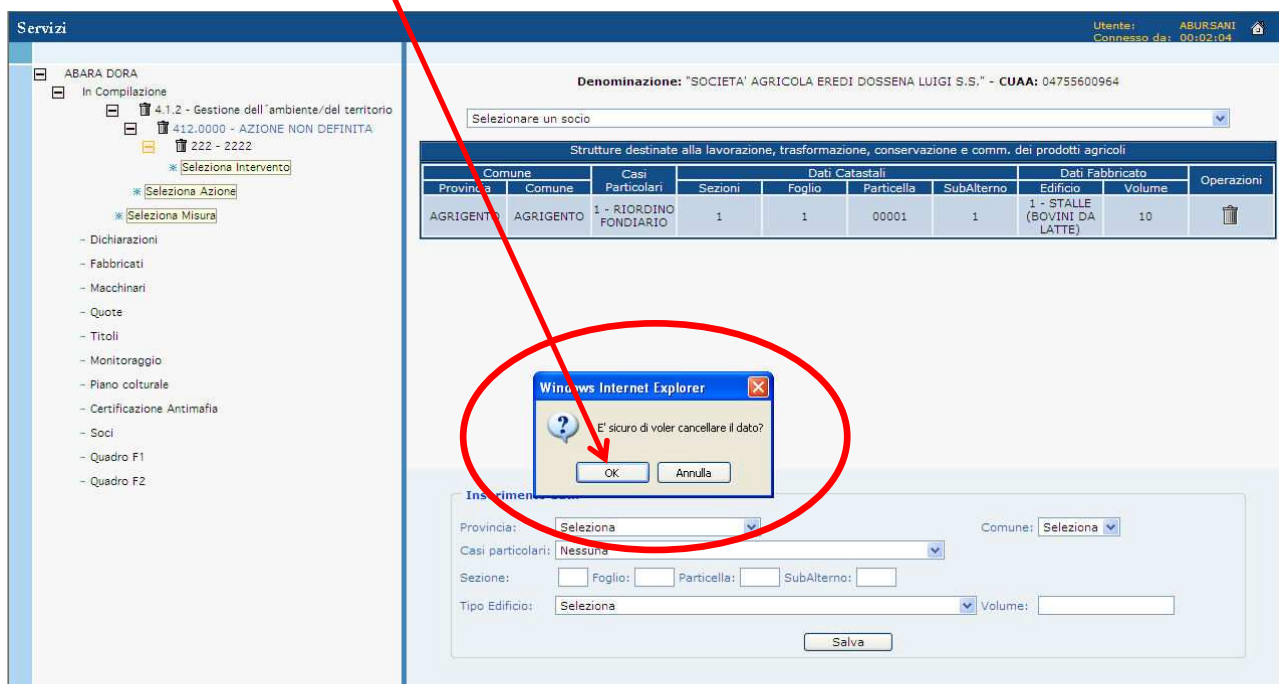 Servizi
Utente: ABURSANI
Connesso da: 00:02:04
ABARA DORA
In Compilazione
4.1.2 - Gestione dell´ambiente/del territorio
412.0000 - AZIONE NON DEFINITA
222 - 2222
Seleziona Intervento
Seleziona Azione
Seleziona Misura
- Dichiarazioni
- Fabbricati
- Macchinari
- Quote
- Titoli
- Monitoraggio
- Piano colturale
- Certificazione Antimafia
- Soci
- Quadro F1
- Quadro F2
Denominazione: "SOCIETA' AGRICOLA EREDI DOSSENA LUIGI S.S." - CUAA: 04755600964
Selezionare un socio
Strutture destinate alla lavorazione, trasformazione, conservazione e comm. dei prodotti agricoli
Comune Casi Particolari Dati Catastali Dati Fabbricato Operazioni
Provincia Comune Sezioni Foglio Particella SubAlterno Edificio Volume
AGRIGENTO AGRIGENTO 1 - RIORDINO FONDIARIO 1 1 00001 1 1 - STALLE (BOVINI DA LATTE) 10
Windows Internet Explorer
E' sicuro di voler cancellare il dato?
OK Annulla
Inserimento
Provincia: Seleziona Comune: Seleziona
Casi particolari: Nessuna
Sezione: Foglio: Particella: SubAlterno:
Tipo Edificio: Seleziona Volume:
Salva